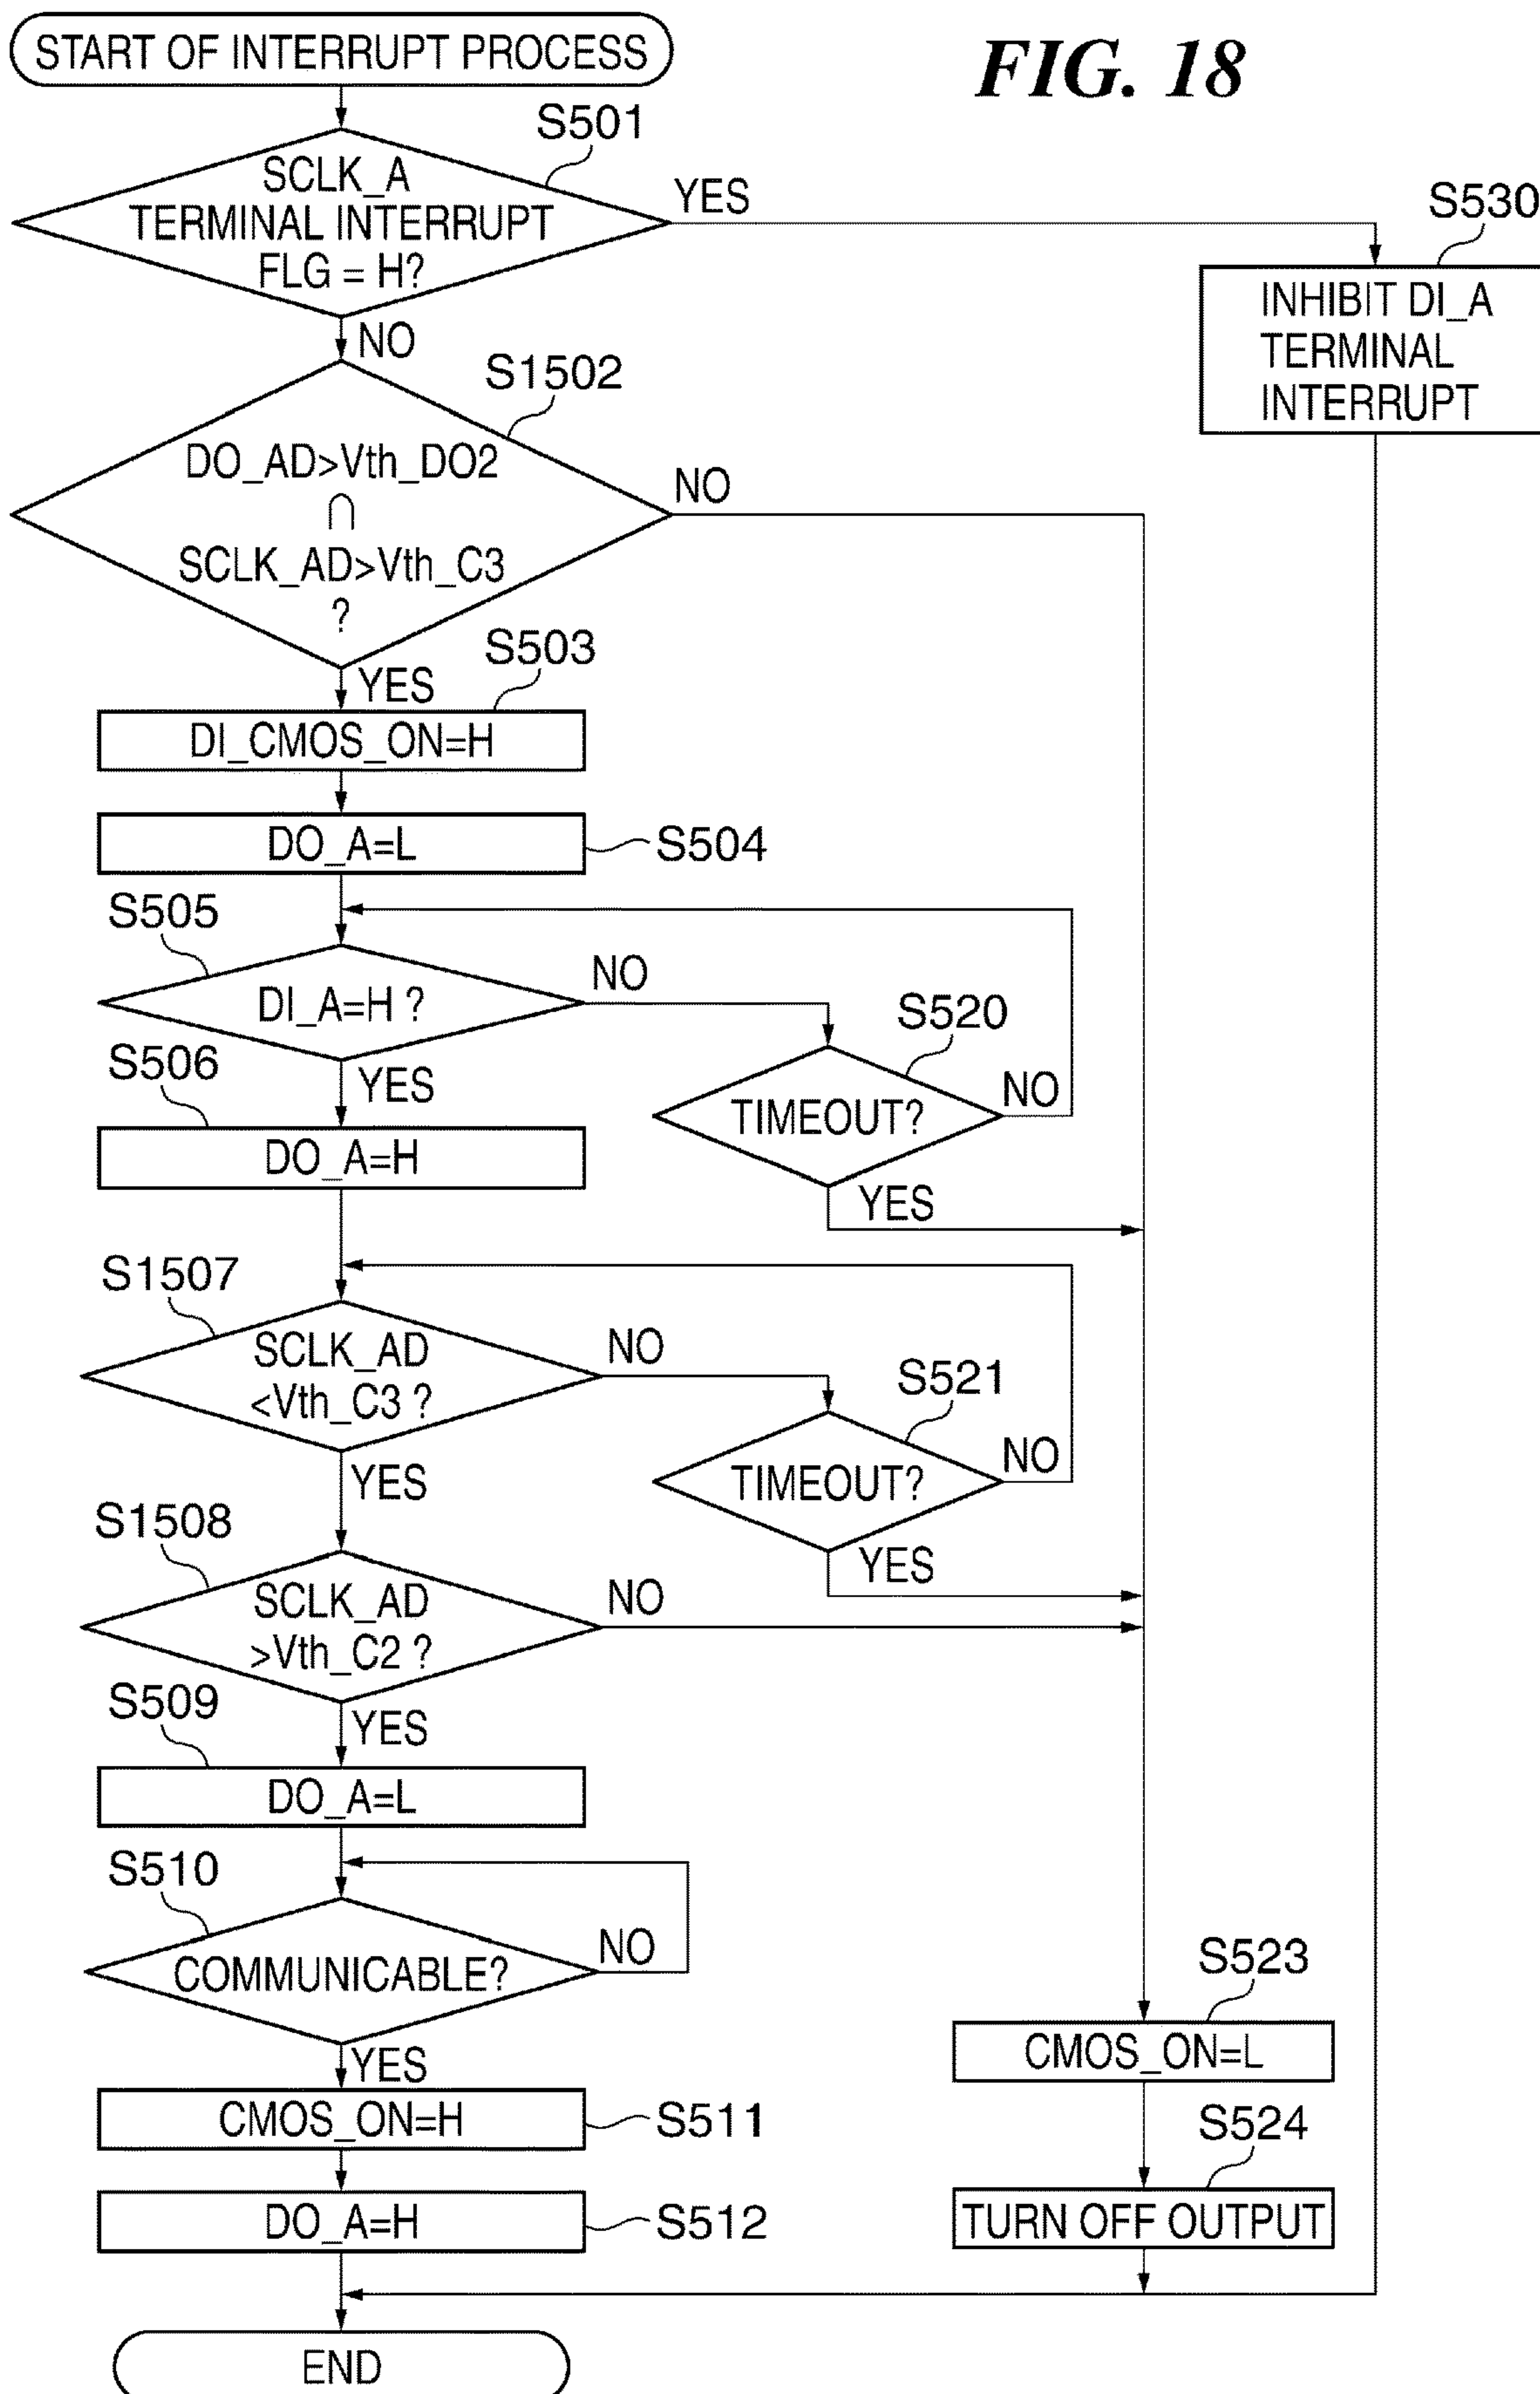 START OF INTERRUPT PROCESS
FIG. 18
S501
SCLK_A
TERMINAL INTERRUPT
FLG = H?
YES
S530
INHIBIT DI_A
TERMINAL
INTERRUPT
NO
S1502
DO_AD>Vth_DO2
∩
SCLK_AD>Vth_C3
?
NO
S503
YES
DI_CMOS_ON=H
DO_A=L
S504
S505
DI_A=H ?
NO
S520
S506
YES
TIMEOUT?
NO
DO_A=H
YES
S1507
SCLK_AD
<Vth_C3 ?
NO
S521
YES
TIMEOUT?
NO
S1508
YES
SCLK_AD
>Vth_C2 ?
NO
S509
YES
DO_A=L
S510
COMMUNICABLE?
NO
S523
CMOS_ON=L
YES
CMOS_ON=H
S511
S524
DO_A=H
S512
TURN OFF OUTPUT
END